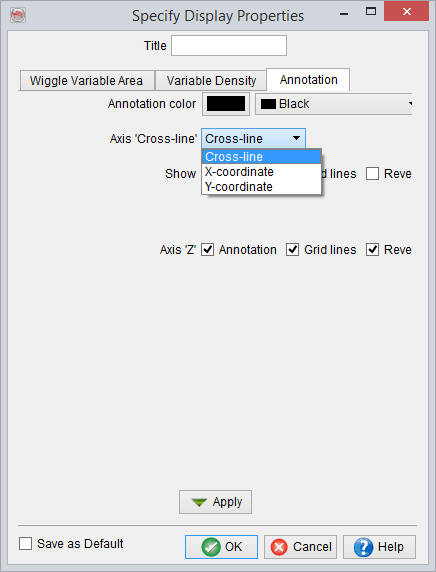 Specify Display Properties
Title
Wiggle Variable Area Variable Density Annotation
Annotation color Black
Axis 'Cross-line' Cross-line
Cross-line
X-coordinate
Y-coordinate
Show d lines Reve
Axis 'Z' Annotation Grid lines Reve
Apply
Save as Default OK Cancel Help